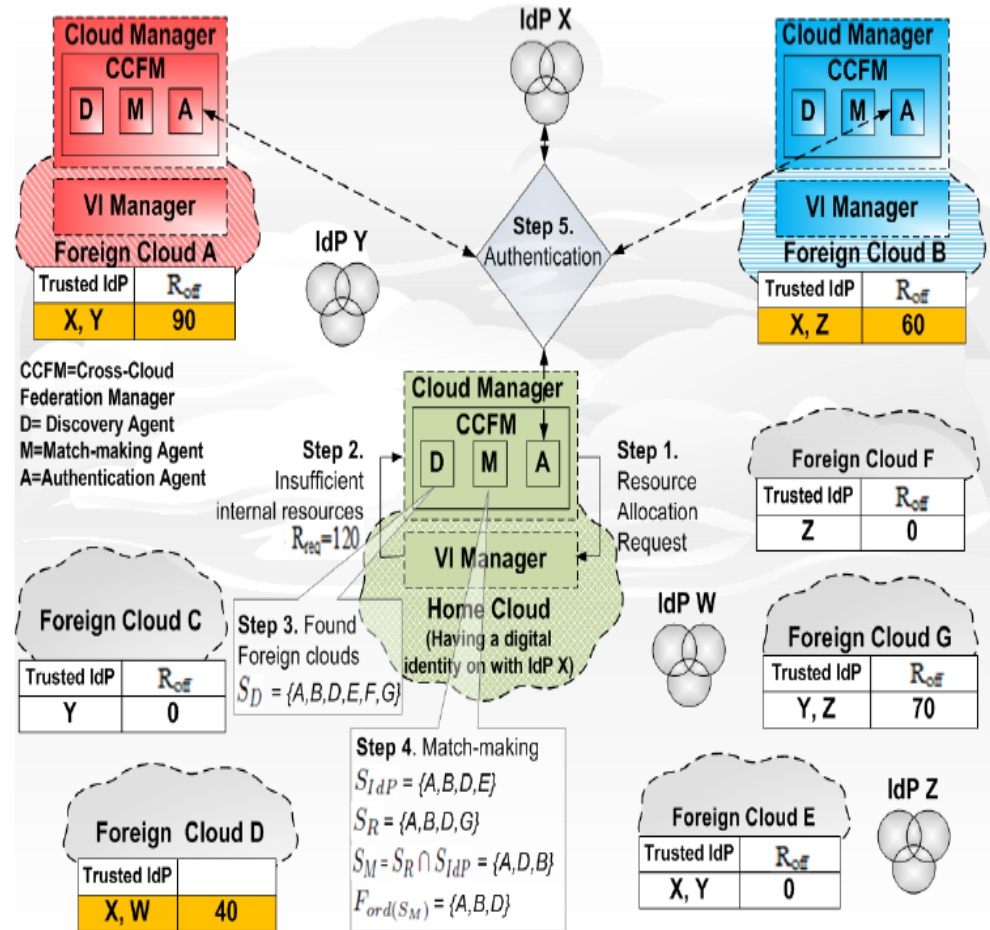 IdP X
Cloud Manager
CCFM
D M A
VI Manager
Foreign Cloud A
Trusted IdP R_off
X, Y 90
Cloud Manager
CCFM
D M A
VI Manager
Foreign Cloud B
Trusted IdP R_off
X, Z 60
Step 5.
Authentication
IdP Y
CCFM=Cross-Cloud
Federation Manager
D= Discovery Agent
M=Match-making Agent
A=Authentication Agent
Cloud Manager
CCFM
D M A
VI Manager
Home Cloud
(Having a digital
identity on with IdP X)
Step 2.
Insufficient
internal resources
R_req=120
Step 1.
Resource
Allocation
Request
Foreign Cloud F
Trusted IdP R_off
Z 0
Foreign Cloud C
Trusted IdP R_off
Y 0
Step 3. Found
Foreign clouds
S_D = {A,B,D,E,F,G}
IdP W
Foreign Cloud G
Trusted IdP R_off
Y, Z 70
Step 4. Match-making
S_IdP = {A,B,D,E}
S_R = {A,B,D,G}
S_M = S_R ∩ S_IdP = {A,D,B}
F_ord(S_M) = {A,B,D}
Foreign Cloud D
Trusted IdP
X, W 40
Foreign Cloud E
Trusted IdP R_off
X, Y 0
IdP Z